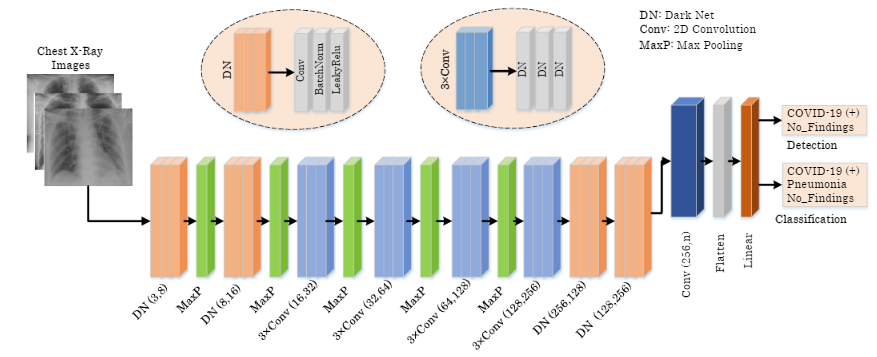 DN: Dark Net
Conv: 2D Convolution
MaxP: Max Pooling
Chest X-Ray
Images
DN
Conv
BatchNorm
LeakyRelu
3×Conv
DN
DN
DN
COVID-19 (+)
No_Findings
Detection
COVID-19 (+)
Pneumonia
No_Findings
Classification
DN (3,8)
MaxP
DN (8,16)
MaxP
3×Conv (16,32)
MaxP
3×Conv (32,64)
MaxP
3×Conv (64,128)
MaxP
3×Conv (128,256)
DN (256,128)
DN (128,256)
Conv (256,n)
Flatten
Linear